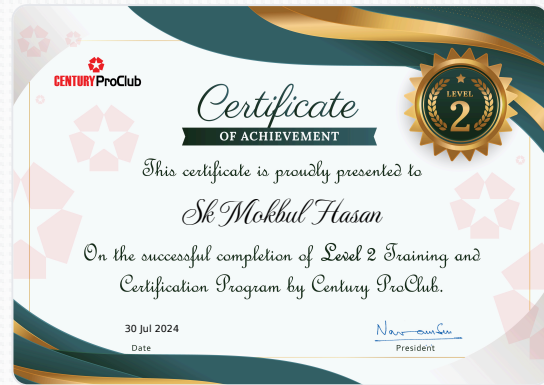 CENTURY ProClub
LEVEL
2
Certificate
OF ACHIEVEMENT
This certificate is proudly presented to
Sk Mokbul Hasan
On the successful completion of Level 2 Training and
Certification Program by Century ProClub.
30 Jul 2024
Date
President